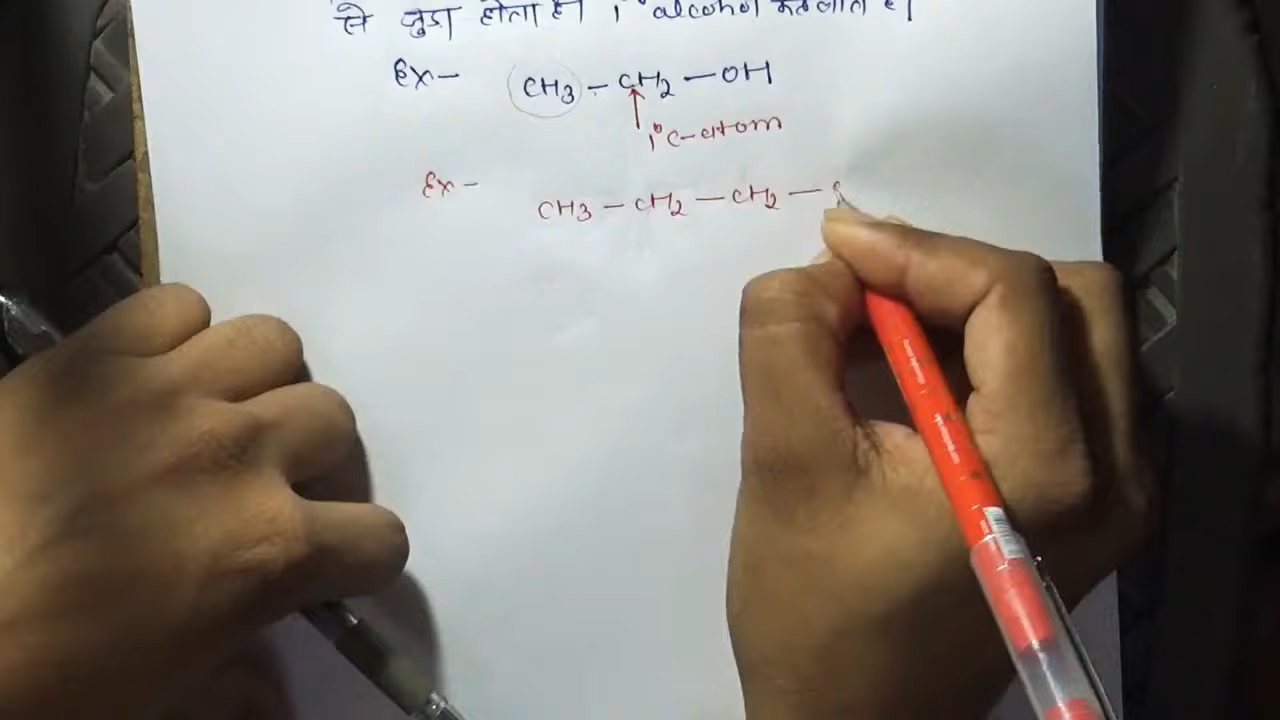 से जुडा होता है। 1° alcohol कहलाते है।
Ex- CH3 - CH2 - OH
1° C-atom
Ex - CH3 - CH2 - CH2 -